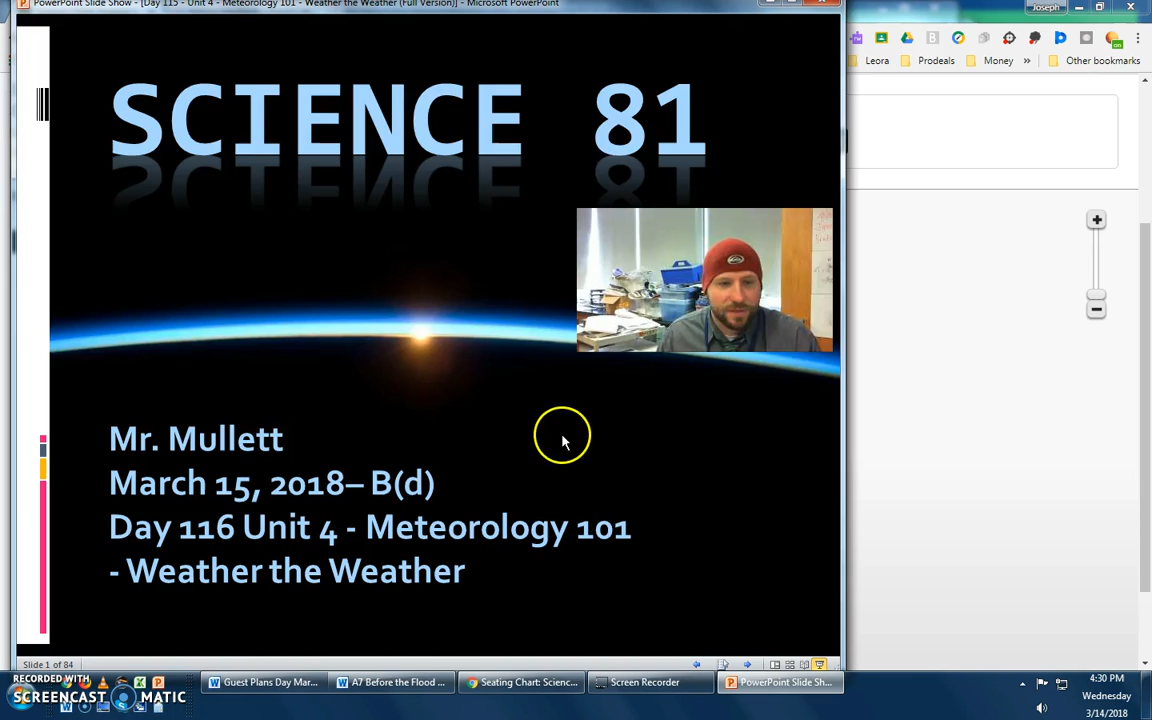 PowerPoint Slide Show - [Day 115 - Unit 4 - Meteorology 101 - Weather the Weather (Full Version)] - Microsoft PowerPoint
Joseph
Leora
Prodeals
Money
»
Other bookmarks
SCIENCE 81
Mr. Mullett
March 15, 2018– B(d)
Day 116 Unit 4 - Meteorology 101
- Weather the Weather
Slide 1 of 84
RECORDED WITH
SCREENCAST MATIC
Guest Plans Day Mar...
A7 Before the Flood ...
Seating Chart: Scienc...
Screen Recorder
PowerPoint Slide Sh...
4:30 PM
Wednesday
3/14/2018